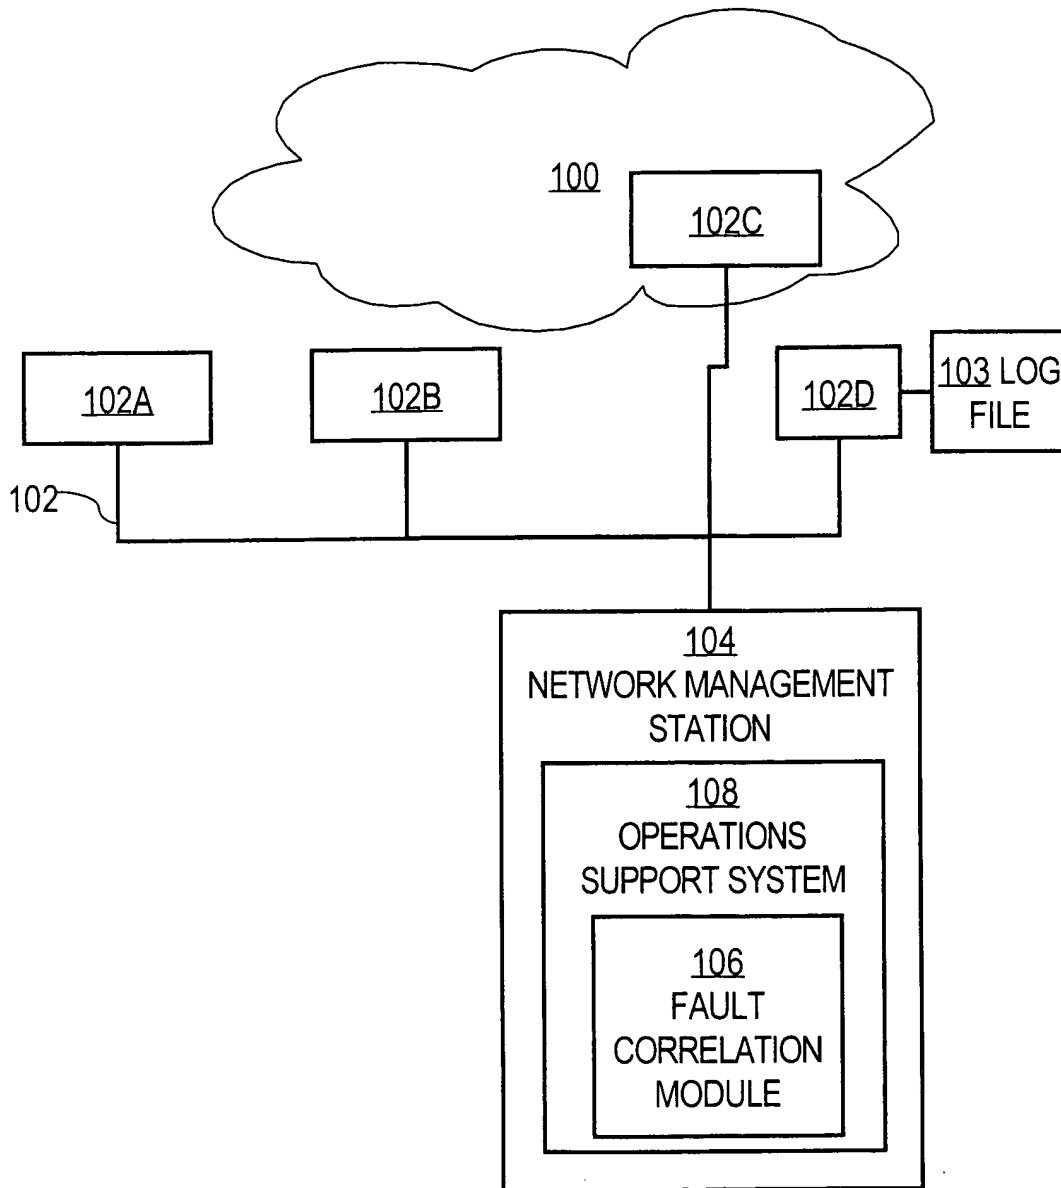 100
102C
102A
102B
102D
103 LOG
FILE
102
104
NETWORK MANAGEMENT
STATION
108
OPERATIONS
SUPPORT SYSTEM
106
FAULT
CORRELATION
MODULE